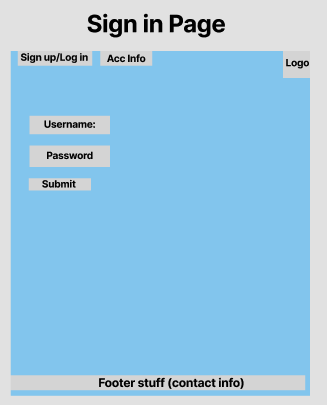 Sign in Page
Sign up/Log in
Acc Info
Logo
Username:
Password
Submit
Footer stuff (contact info)